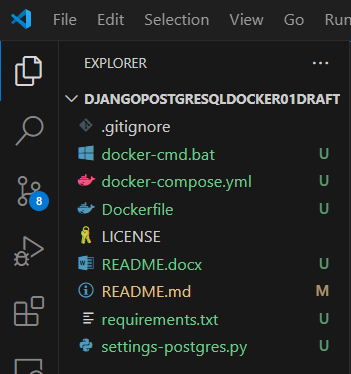 File Edit Selection View Go Run
EXPLORER ...
DJANGOPOSTGRESQLDOCKER01DRAFT
.gitignore
docker-cmd.bat U
docker-compose.yml U
Dockerfile U
LICENSE
README.docx U
README.md M
requirements.txt U
settings-postgres.py U
8